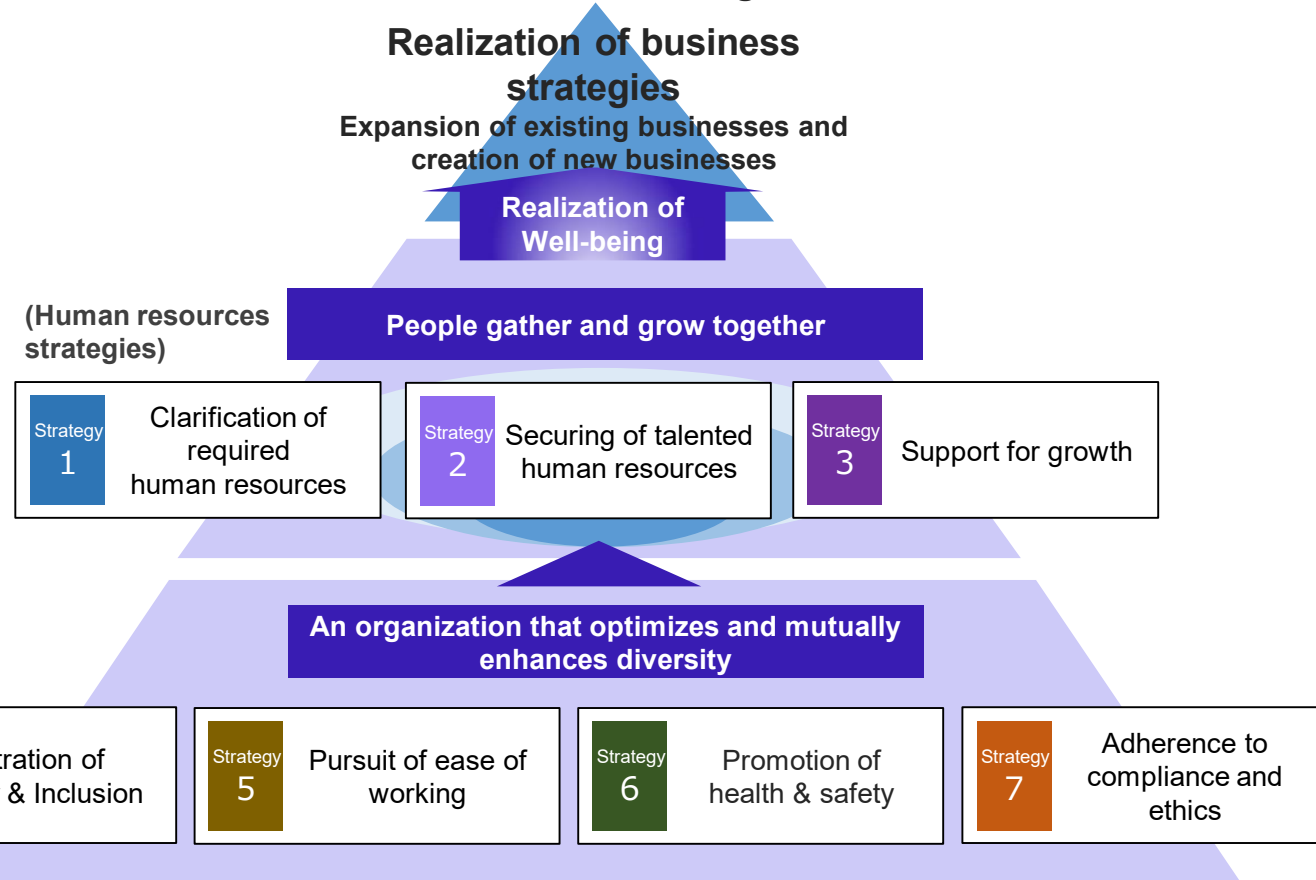 Realization of business
strategies
Expansion of existing businesses and
creation of new businesses
Realization of
Well-being
(Human resources
strategies)
People gather and grow together
Strategy
1
Clarification of
required
human resources
Strategy
2
Securing of talented
human resources
Strategy
3
Support for growth
An organization that optimizes and mutually
enhances diversity
of
& Inclusion
Strategy
5
Pursuit of ease of
working
Strategy
6
Promotion of
health & safety
Strategy
7
Adherence to
compliance and
ethics